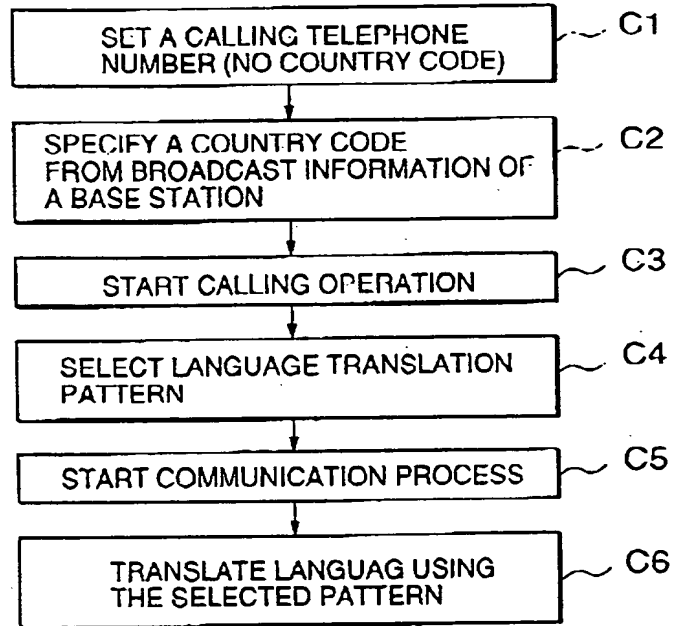 SET A CALLING TELEPHONE
NUMBER (NO COUNTRY CODE)
C1
SPECIFY A COUNTRY CODE
FROM BROADCAST INFORMATION OF
A BASE STATION
C2
START CALLING OPERATION
C3
SELECT LANGUAGE TRANSLATION
PATTERN
C4
START COMMUNICATION PROCESS
C5
TRANSLATE LANGUAG USING
THE SELECTED PATTERN
C6